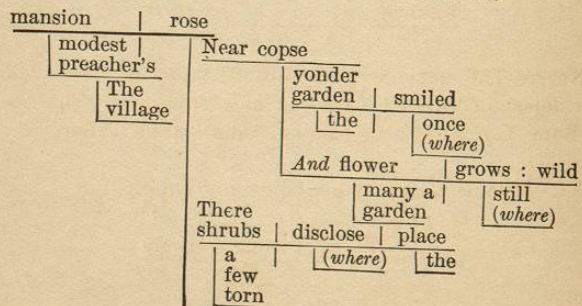 mansion rose
modest Near copse
preacher's
The yonder
village garden smiled
the once
(where)
And flower grows : wild
many a still
garden (where)
There
shrubs disclose place
a (where) the
few
torn